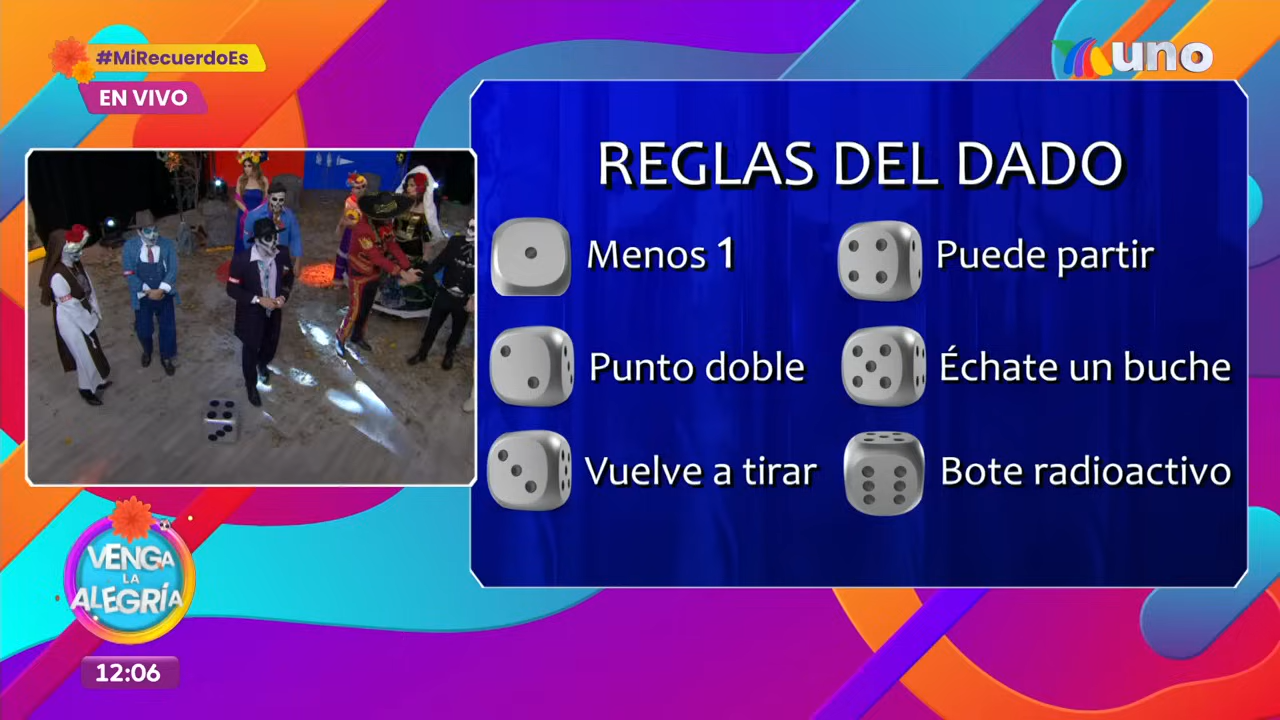 #MiRecuerdoEs
EN VIVO
uno
REGLAS DEL DADO
Menos 1
Puede partir
Punto doble
Échate un buche
Vuelve a tirar
Bote radioactivo
VENGA
LA
ALEGRÍA
12:06